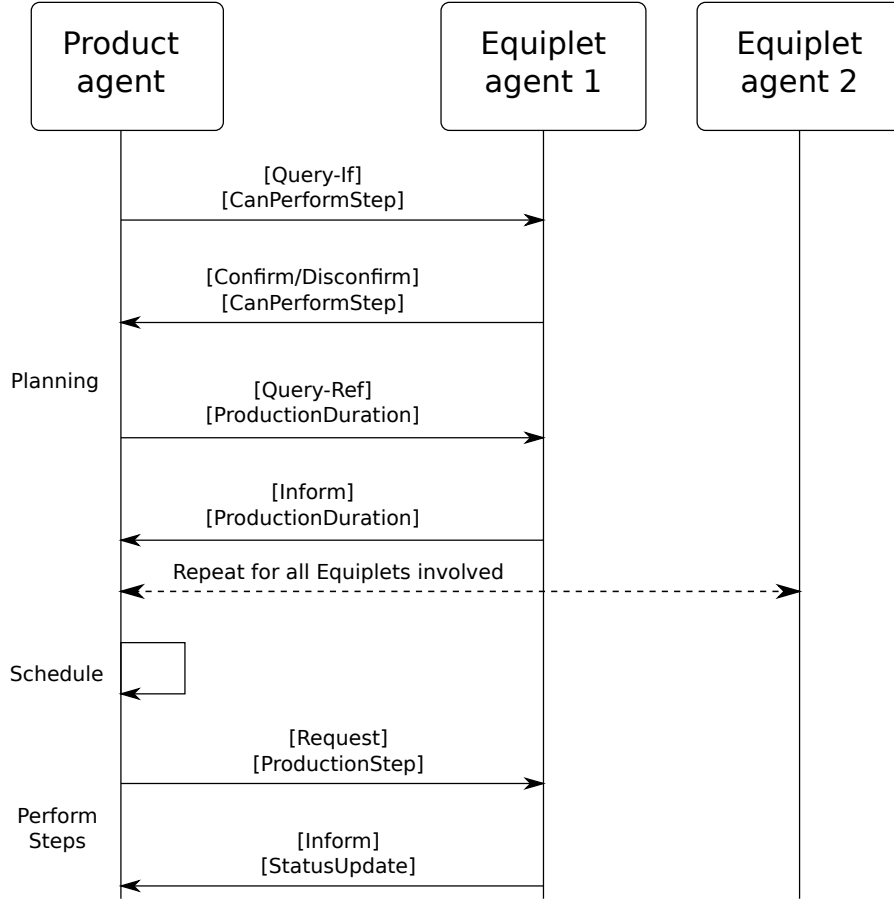 Product
agent
Equiplet
agent 1
Equiplet
agent 2
[Query-If]
[CanPerformStep]
[Confirm/Disconfirm]
[CanPerformStep]
Planning
[Query-Ref]
[ProductionDuration]
[Inform]
[ProductionDuration]
Repeat for all Equiplets involved
Schedule
[Request]
[ProductionStep]
Perform
Steps
[Inform]
[StatusUpdate]